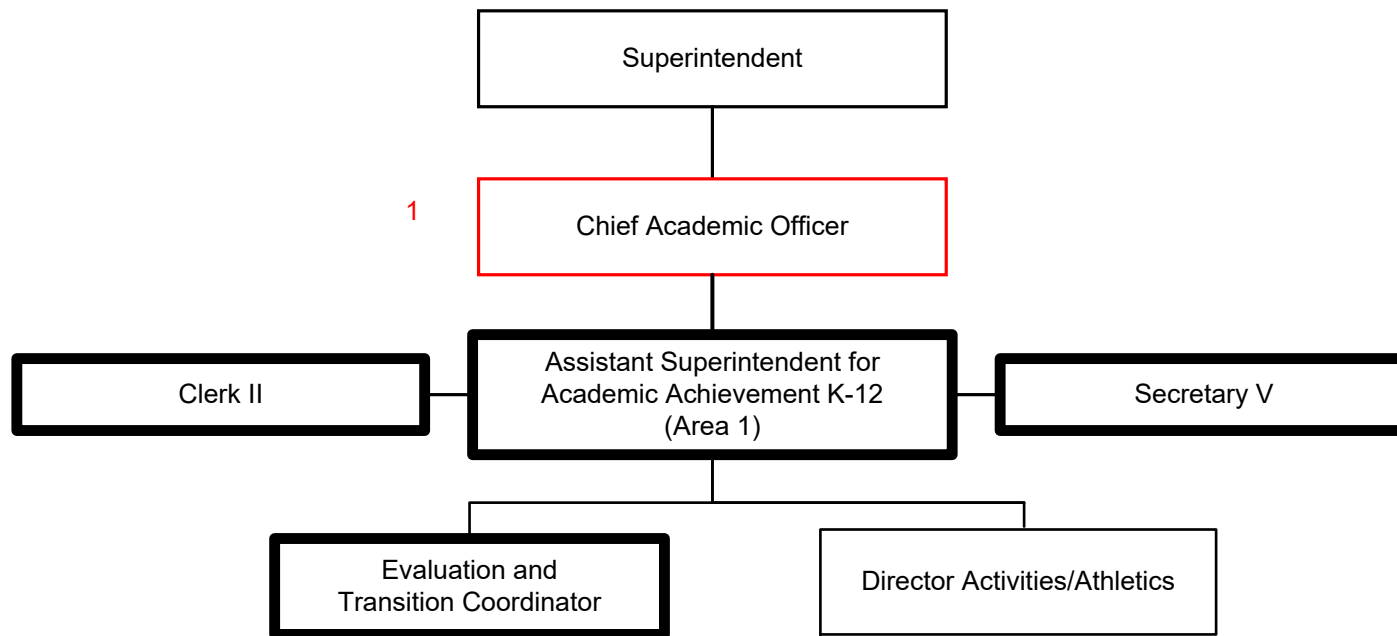 Superintendent
1
Chief Academic Officer
Assistant Superintendent for
Academic Achievement K-12
(Area 1)
Clerk II
Secretary V
Evaluation and
Transition Coordinator
Director Activities/Athletics